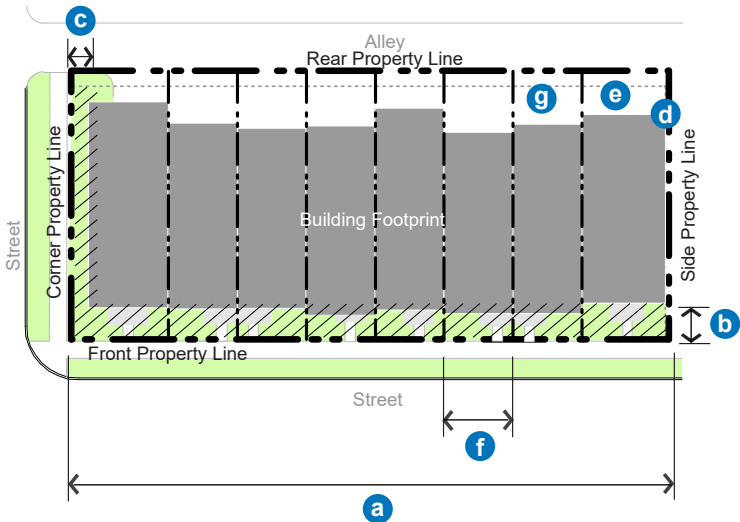 c
Alley
Rear Property Line
g
e
d
Street
Corner Property Line
Building Footprint
Side Property Line
b
Front Property Line
Street
f
a